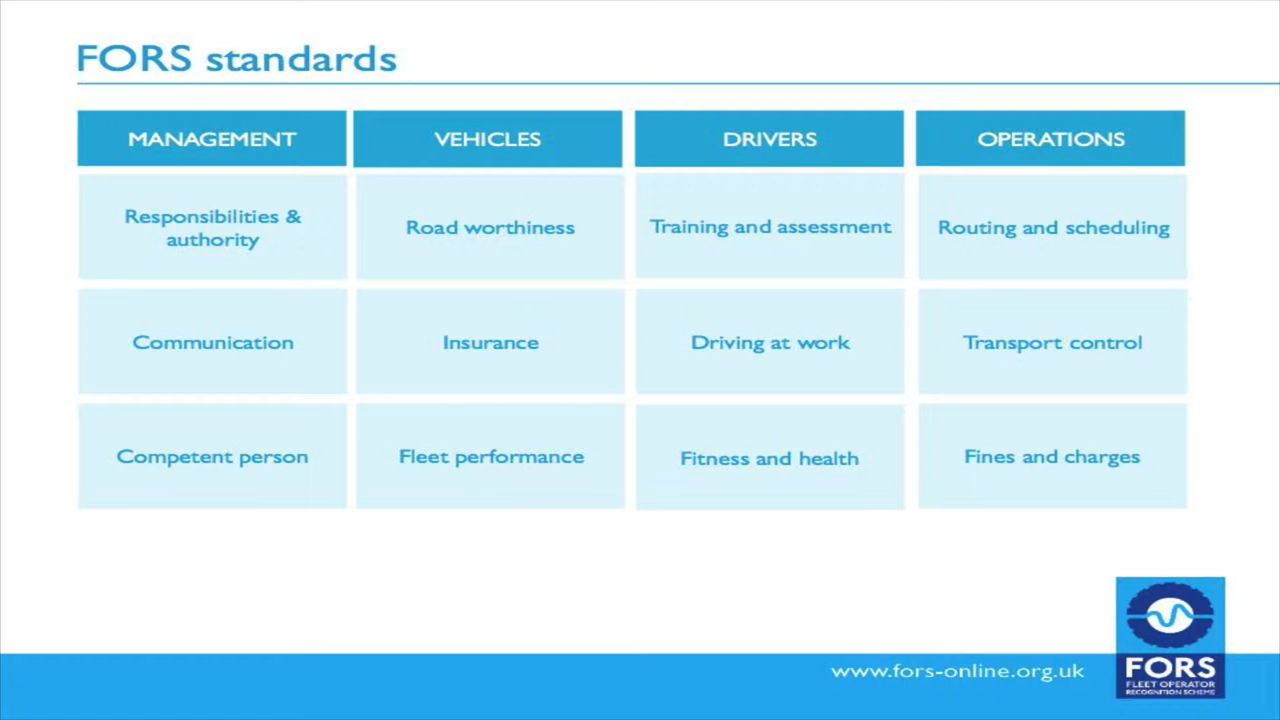 FORS standards
MANAGEMENT
VEHICLES
DRIVERS
OPERATIONS
Responsibilities &
authority
Road worthiness
Training and assessment
Routing and scheduling
Communication
Insurance
Driving at work
Transport control
Competent person
Fleet performance
Fitness and health
Fines and charges
www.fors-online.org.uk
FORS
FLEET OPERATOR
RECOGNITION SCHEME